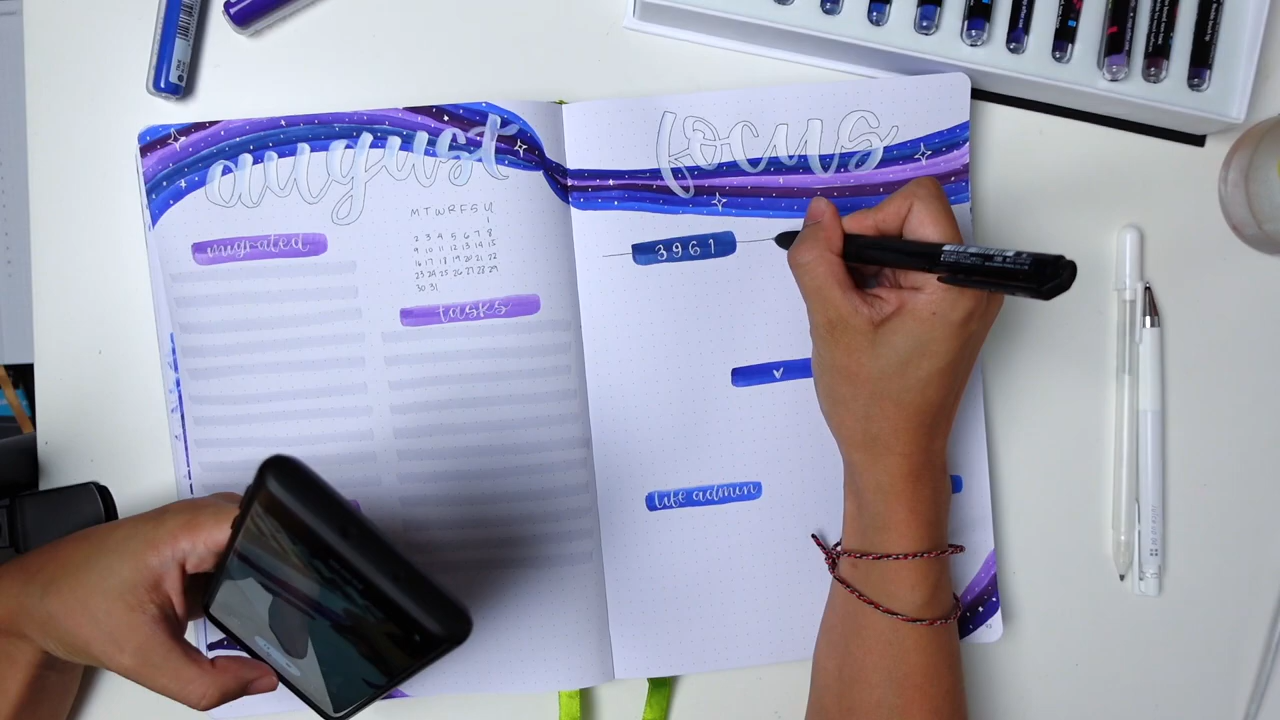 august
migrated
M T W R F S U
1
2 3 4 5 6 7 8
9 10 11 12 13 14 15
16 17 18 19 20 21 22
23 24 25 26 27 28 29
30 31
tasks
focus
3961
life admin